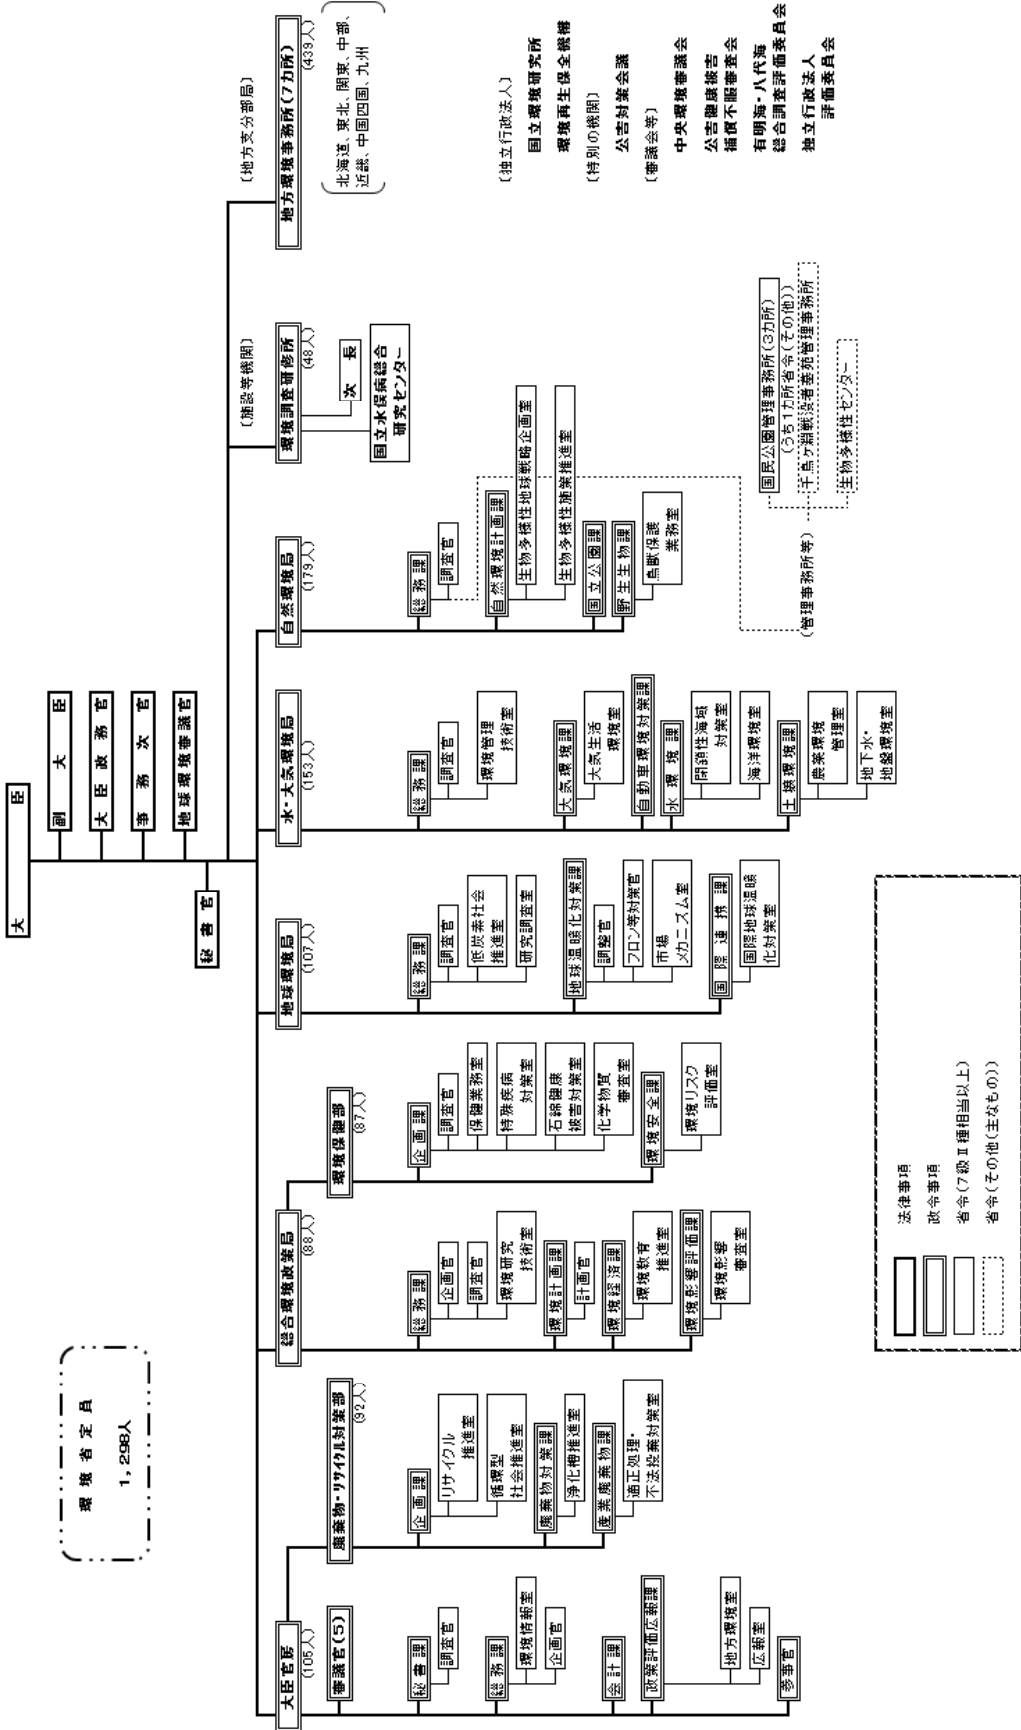 環境省定員
1,298人
大臣
副大臣
大臣政務官
事務次官
地球環境審議官
秘書官
大臣官房
(105人)
審議官(5)
秘書課
調査官
総務課
環境情報室
企画官
会計課
政策評価広報課
地方環境室
広報室
参事官
廃棄物・リサイクル対策部
(92人)
企画課
リサイクル
推進室
循環型
社会推進室
廃棄物対策課
浄化槽推進室
産業廃棄物課
適正処理・
不法投棄対策室
総合環境政策局
(88人)
総務課
企画官
調査官
環境研究
技術室
環境計画課
計画官
環境経済課
環境教育
推進室
環境影響評価課
環境影響
審査室
環境保健部
(87人)
企画課
調査官
保健業務室
特殊疾病
対策室
石綿健康
被害対策室
化学物質
審査室
環境安全課
環境リスク
評価室
地球環境局
(107人)
総務課
調査官
低炭素社会
推進室
研究調査室
地球温暖化対策課
調整官
フロン等対策官
市場
メカニズム室
国際連携課
国際地球温暖
化対策室
水・大気環境局
(153人)
総務課
調査官
環境管理
技術室
大気環境課
大気生活
環境室
自動車環境対策課
水環境課
閉鎖性海域
対策室
海洋環境室
土壌環境課
農薬環境
管理室
地下水・
地盤環境室
自然環境局
(179人)
総務課
調査官
自然環境計画課
生物多様性地球戦略企画室
生物多様性施策推進室
国立公園課
野生生物課
鳥獣保護
業務室
(管理事務所等)
国民公園管理事務所(3カ所)
(うち1カ所省令(その他))
千鳥ケ淵戦没者墓苑管理事務所
生物多様性センター
(施設等機関)
環境調査研修所
(48人)
次長
国立水俣病総合
研究センター
(地方支分部局)
地方環境事務所(7カ所)
(439人)
北海道、東北、関東、中部、
近畿、中国四国、九州
(独立行政法人)
国立環境研究所
環境再生保全機構
(特別の機関)
公害対策会議
(審議会等)
中央環境審議会
公害健康被害
補償不服審査会
有明海・八代海
総合調査評価委員会
独立行政法人
評価委員会
法律事項
政令事項
省令(7級Ⅱ種相当以上)
省令(その他(主なもの))